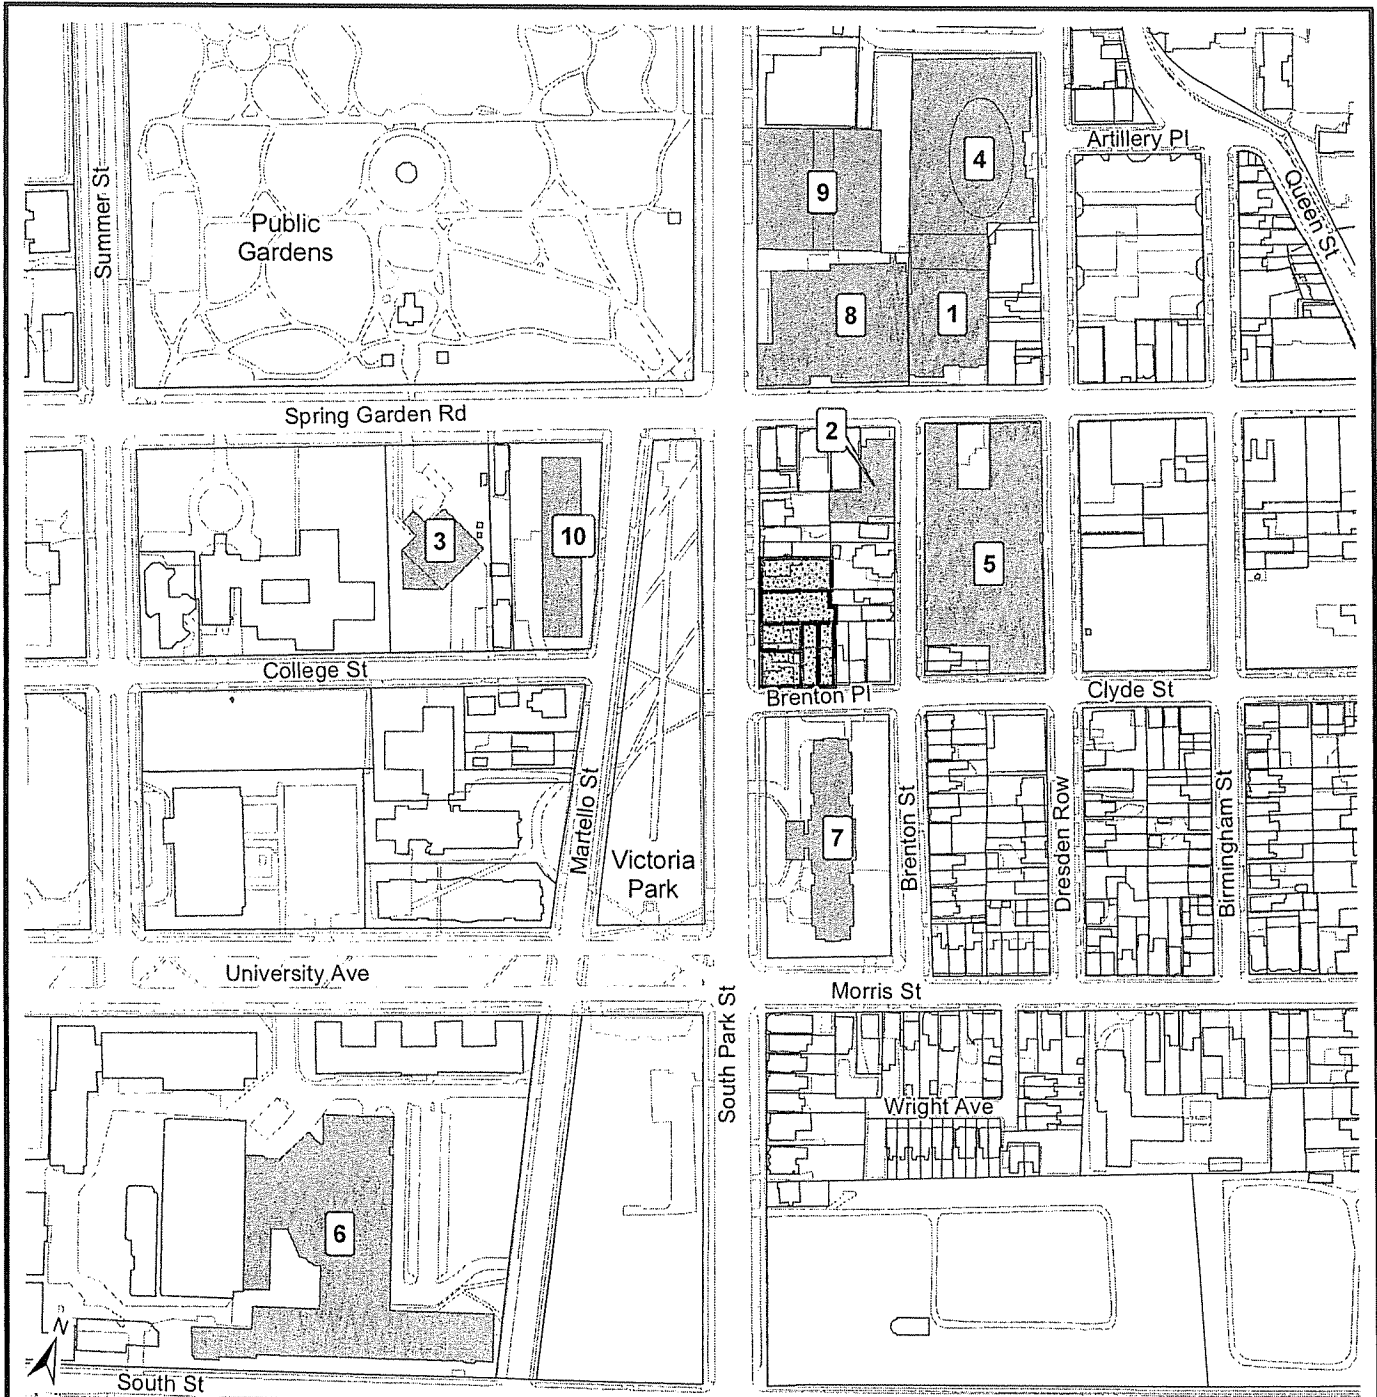 Artillery Pl
4
Summer St
9
Queen St
Public
Gardens
8
1
Spring Garden Rd
2
3
10
5
College St
Brenton Pl
Clyde St
Martello St
7
Victoria
Park
Brenton St
Dresden Row
Birmingham St
University Ave
Morris St
South Park St
Wright Ave
6
N
South St